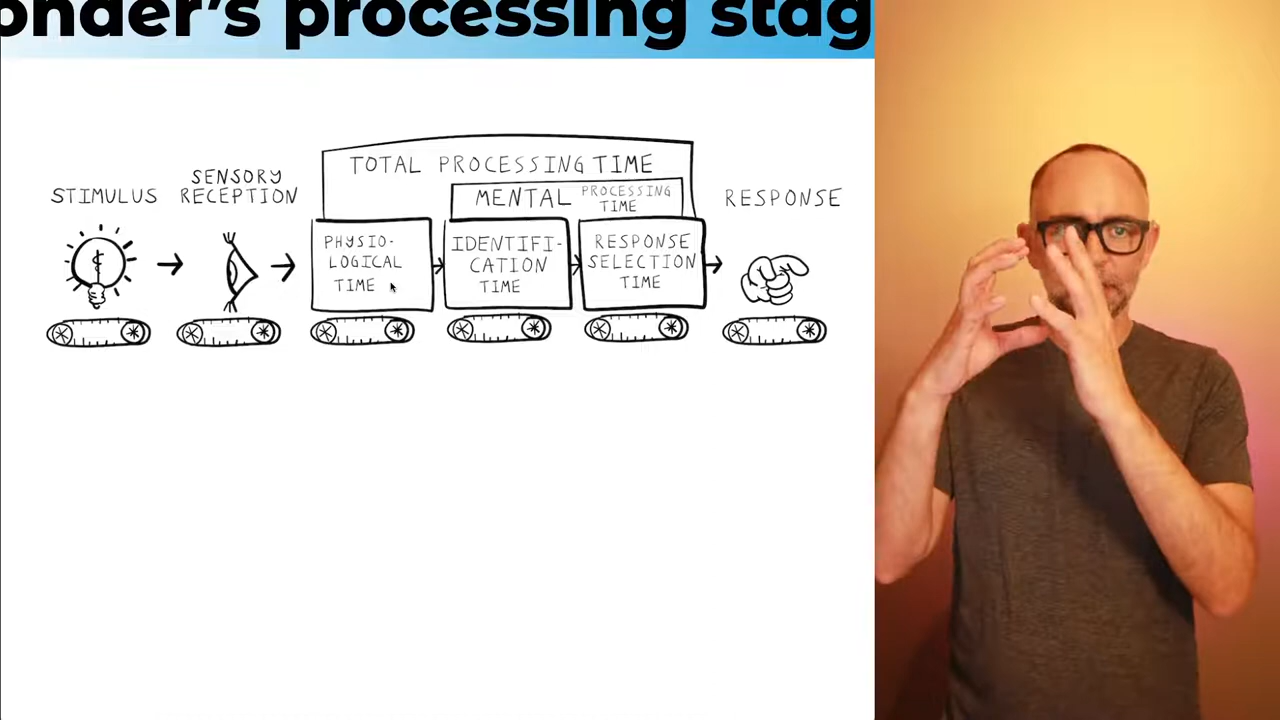 onder's processing stag
STIMULUS
SENSORY
RECEPTION
TOTAL PROCESSING TIME
MENTAL PROCESSING
TIME
PHYSIO-
LOGICAL
TIME
IDENTIFI-
CATION
TIME
RESPONSE
SELECTION
TIME
RESPONSE